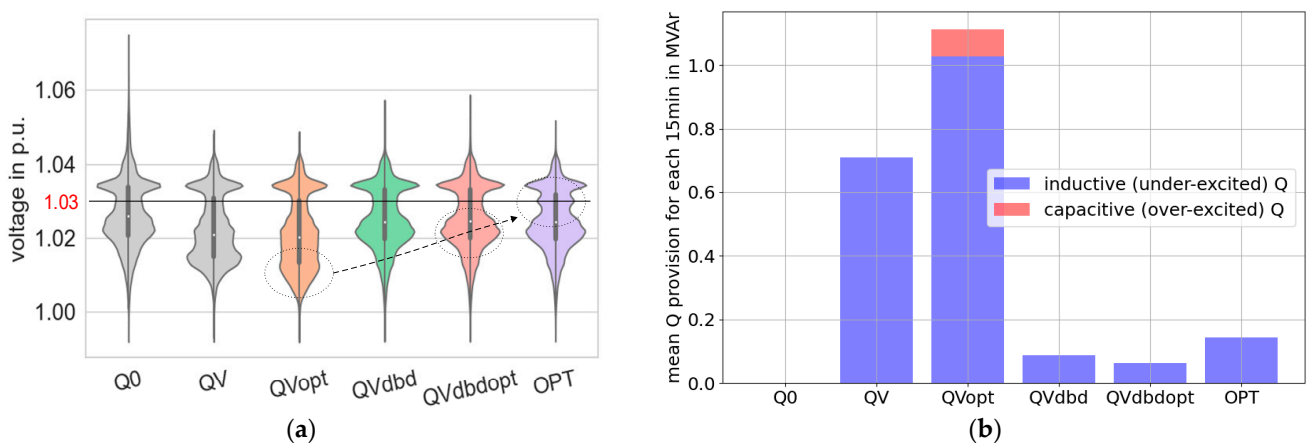 voltage in p.u.
1.06
1.04
1.03
1.02
1.00
Q0
QV
QVopt
QVdbd
QVdbdopt
OPT
(a)
mean Q provision for each 15min in MVAr
1.0
0.8
0.6
0.4
0.2
0.0
inductive (under-excited) Q
capacitive (over-excited) Q
Q0
QV
QVopt
QVdbd
QVdbdopt
OPT
(b)